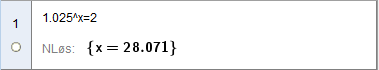 1
1.025^x=2
NLøs: {x = 28.071}